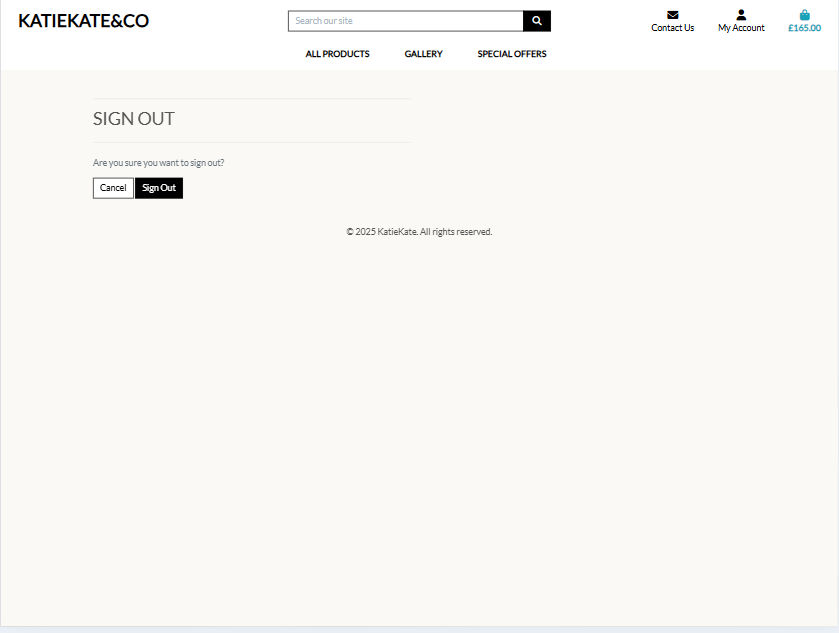 KATIEKATE&CO
Search our site
Contact Us
My Account
£165.00
ALL PRODUCTS
GALLERY
SPECIAL OFFERS
SIGN OUT
Are you sure you want to sign out?
Cancel
Sign Out
© 2025 KatieKate. All rights reserved.